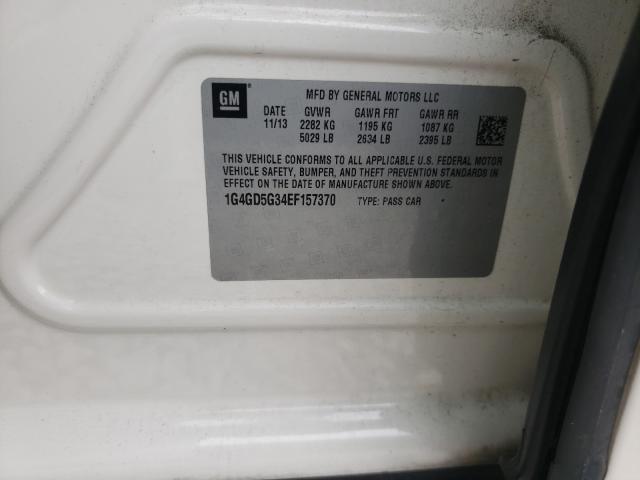 GM
MFD BY GENERAL MOTORS LLC
DATE GVWR GAWR FRT GAWR RR
11/13 2282 KG 1195 KG 1087 KG
5029 LB 2634 LB 2395 LB
THIS VEHICLE CONFORMS TO ALL APPLICABLE U.S. FEDERAL MOTOR
VEHICLE SAFETY, BUMPER, AND THEFT PREVENTION STANDARDS
IN EFFECT ON THE DATE OF MANUFACTURE SHOWN ABOVE.
1G4GD5G34EF157370 TYPE: PASS CAR